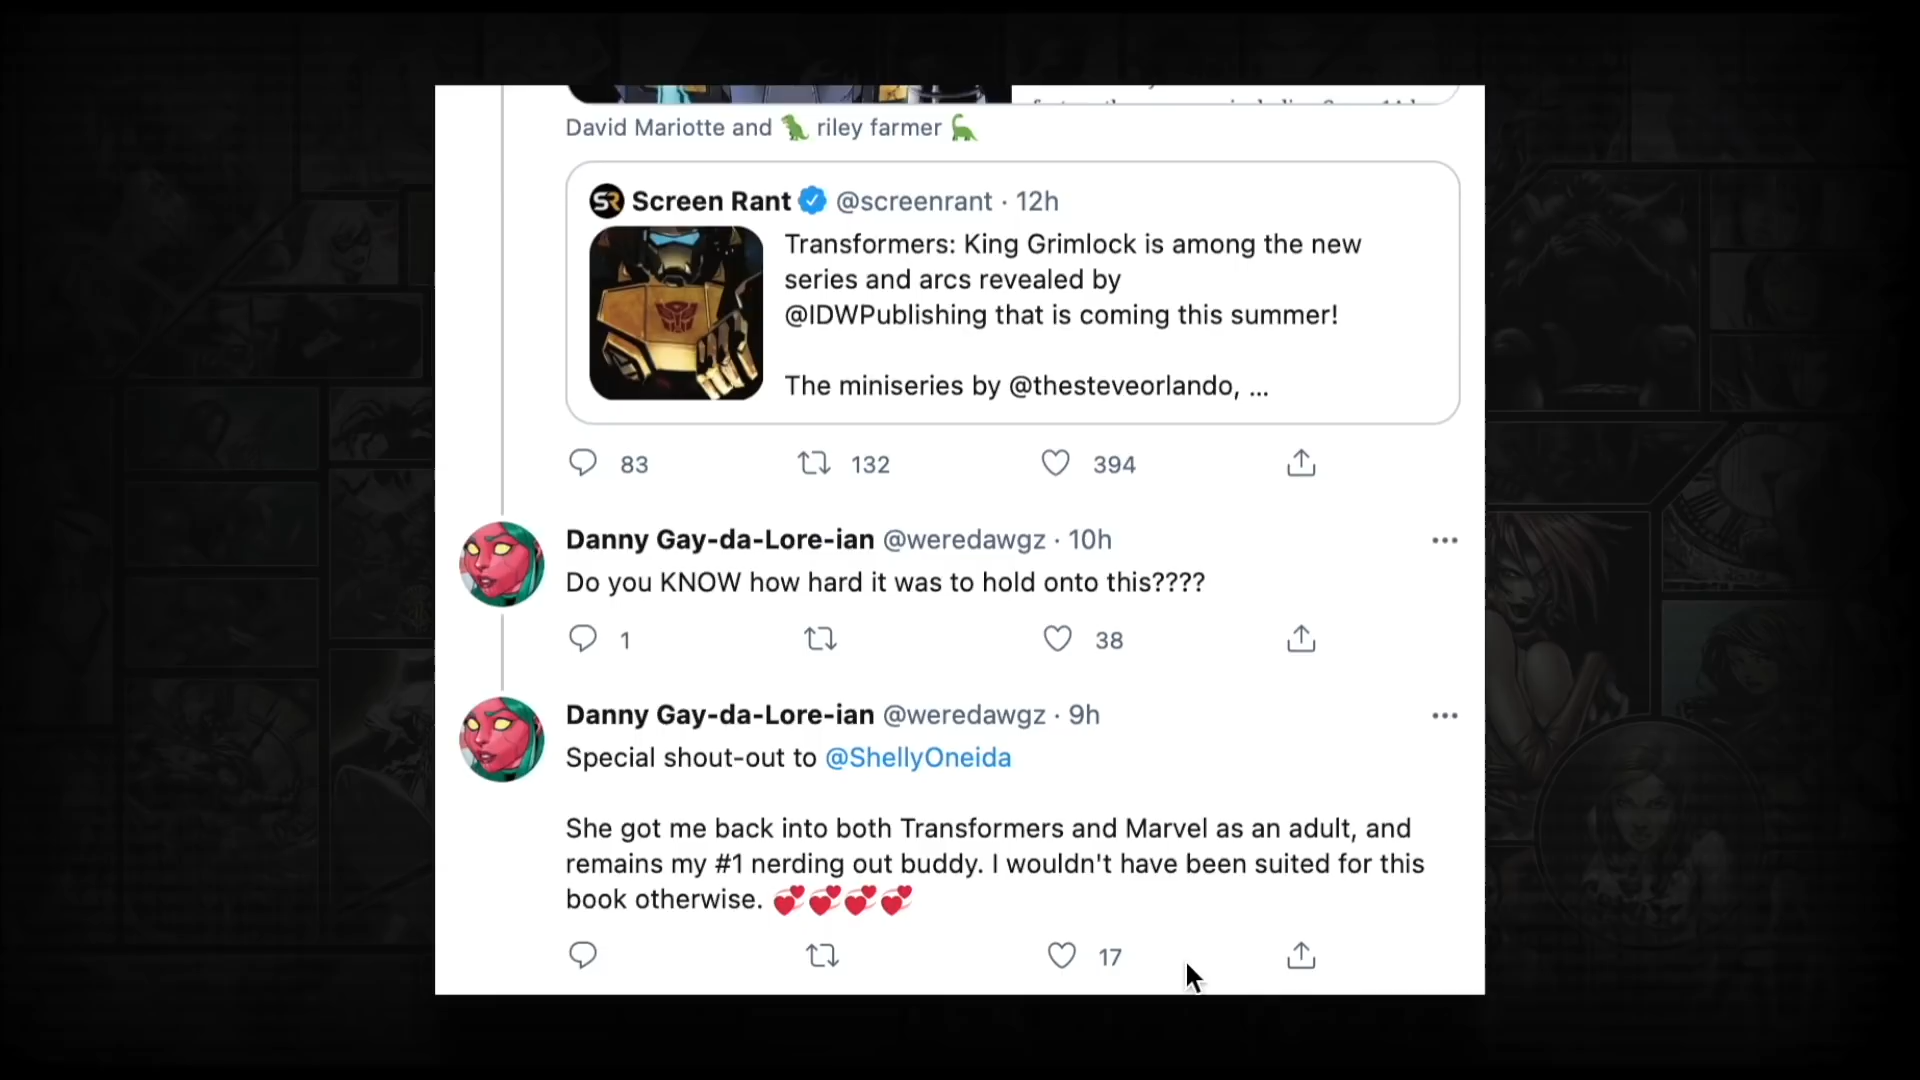 David Mariotte and 🦖 riley farmer 🦕
Screen Rant @screenrant · 12h
Transformers: King Grimlock is among the new
series and arcs revealed by
@IDWPublishing that is coming this summer!
The miniseries by @thesteveorlando, ...
83 132 394
Danny Gay-da-Lore-ian @weredawgz · 10h
Do you KNOW how hard it was to hold onto this????
1 38
Danny Gay-da-Lore-ian @weredawgz · 9h
Special shout-out to @ShellyOneida
She got me back into both Transformers and Marvel as an adult, and
remains my #1 nerding out buddy. I wouldn't have been suited for this
book otherwise. 💞💞💞💞
17